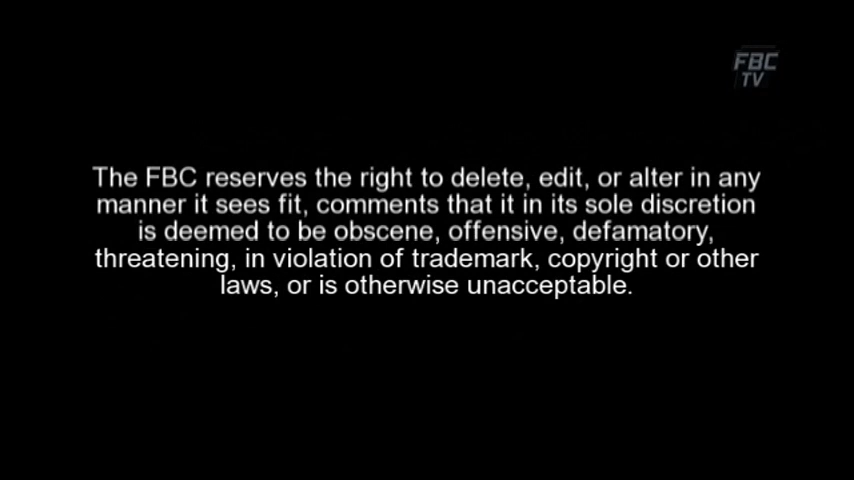 FBC
TV
The FBC reserves the right to delete, edit, or alter in any
manner it sees fit, comments that it in its sole discretion
is deemed to be obscene, offensive, defamatory,
threatening, in violation of trademark, copyright or other
laws, or is otherwise unacceptable.